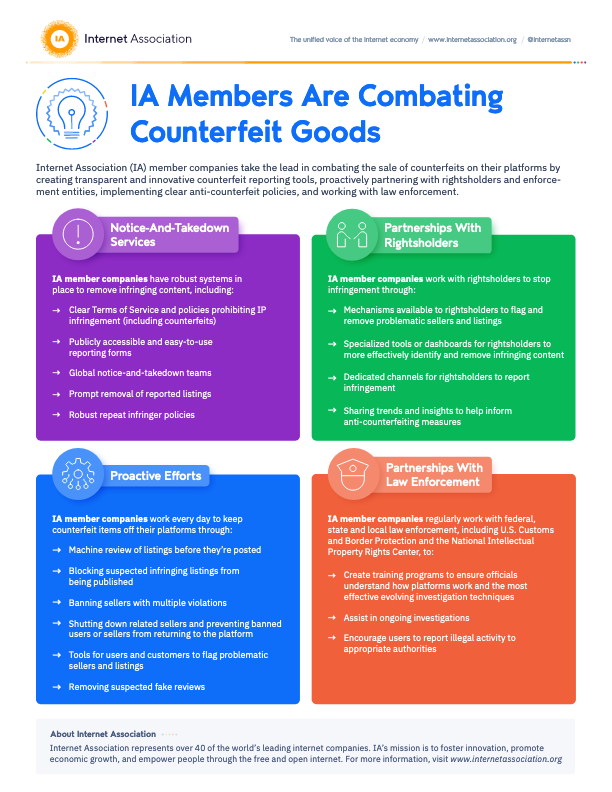 IA
Internet Association
The unified voice of the internet economy / www.internetassociation.org / @internetassn
IA Members Are Combating
Counterfeit Goods
Internet Association (IA) member companies take the lead in combating the sale of counterfeits on their platforms by
creating transparent and innovative counterfeit reporting tools, proactively partnering with rightsholders and enforce-
ment entities, implementing clear anti-counterfeit policies, and working with law enforcement.
Notice-And-Takedown
Services
IA member companies have robust systems in
place to remove infringing content, including:
→ Clear Terms of Service and policies prohibiting IP
infringement (including counterfeits)
→ Publicly accessible and easy-to-use
reporting forms
→ Global notice-and-takedown teams
→ Prompt removal of reported listings
→ Robust repeat infringer policies
Partnerships With
Rightsholders
IA member companies work with rightsholders to stop
infringement through:
→ Mechanisms available to rightsholders to flag and
remove problematic sellers and listings
→ Specialized tools or dashboards for rightsholders to
more effectively identify and remove infringing content
→ Dedicated channels for rightsholders to report
infringement
→ Sharing trends and insights to help inform
anti-counterfeiting measures
Proactive Efforts
IA member companies work every day to keep
counterfeit items off their platforms through:
→ Machine review of listings before they're posted
→ Blocking suspected infringing listings from
being published
→ Banning sellers with multiple violations
→ Shutting down related sellers and preventing banned
users or sellers from returning to the platform
→ Tools for users and customers to flag problematic
sellers and listings
→ Removing suspected fake reviews
Partnerships With
Law Enforcement
IA member companies regularly work with federal,
state and local law enforcement, including U.S. Customs
and Border Protection and the National Intellectual
Property Rights Center, to:
→ Create training programs to ensure officials
understand how platforms work and the most
effective evolving investigation techniques
→ Assist in ongoing investigations
→ Encourage users to report illegal activity to
appropriate authorities
About Internet Association
Internet Association represents over 40 of the world's leading internet companies. IA's mission is to foster innovation, promote
economic growth, and empower people through the free and open internet. For more information, visit www.internetassociation.org